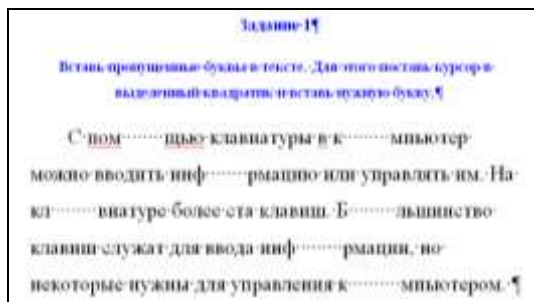 Задание·1¶
Вставь·пропущенные·буквы·в·тексте.·Для·этого·поставь·курсор·в·
выделенный·квадратик·и·вставь·нужную·букву.¶
С·пом········щью·клавиатуры·в·к········мпьютер·
можно·вводить·инф········рмацию·или·управлять·им.·На·
кл········виатуре·более·ста·клавиш.·Б········льшинство·
клавиш·служат·для·ввода·инф········рмации,·но·
некоторые·нужны·для·управления·к········мпьютером.·¶